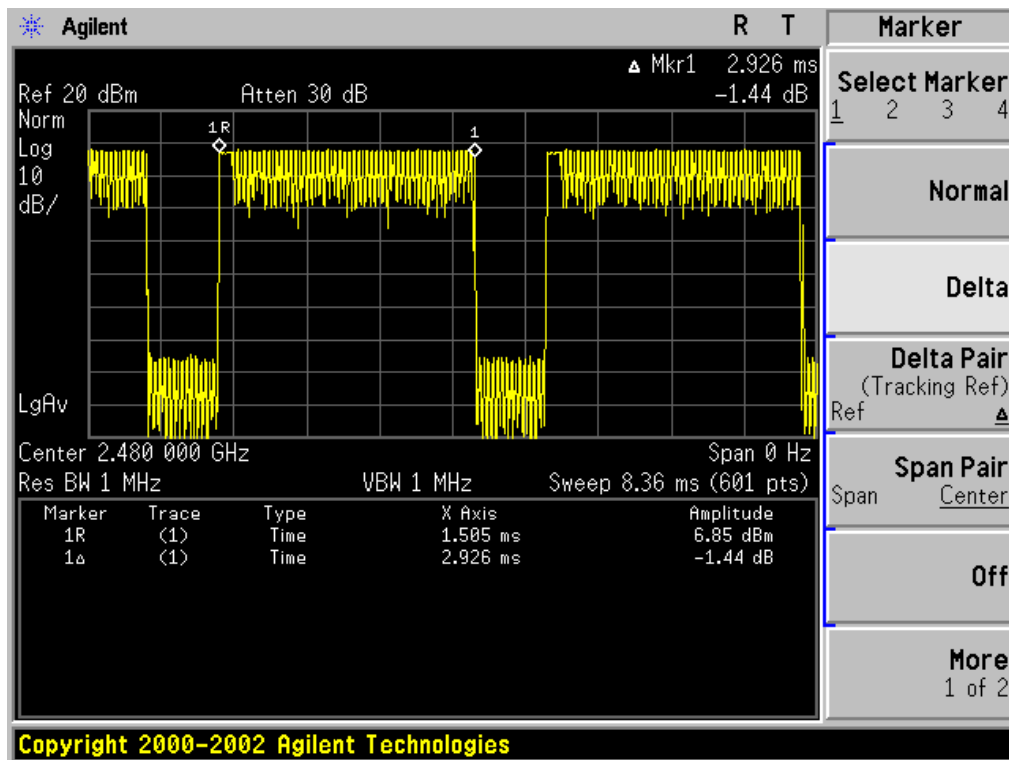 Agilent R T
Marker
△ Mkr1 2.926 ms
Ref 20 dBm Atten 30 dB -1.44 dB
Norm
Log
10
dB/
1R
1
LgAv
Center 2.480 000 GHz Span 0 Hz
Res BW 1 MHz VBW 1 MHz Sweep 8.36 ms (601 pts)
Marker Trace Type X Axis Amplitude
1R (1) Time 1.505 ms 6.85 dBm
1△ (1) Time 2.926 ms -1.44 dB
Select Marker
1 2 3 4
Normal
Delta
Delta Pair
(Tracking Ref)
Ref △
Span Pair
Span Center
Off
More
1 of 2
Copyright 2000-2002 Agilent Technologies